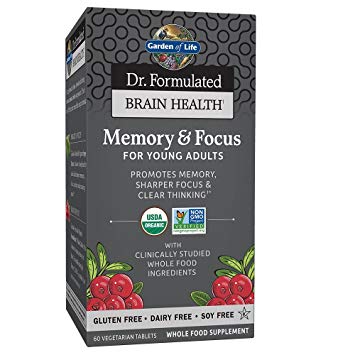 Garden of Life
Dr. Formulated
BRAIN HEALTH
Memory & Focus
FOR YOUNG ADULTS
PROMOTES MEMORY,
SHARPER FOCUS &
CLEAR THINKING†
USDA
ORGANIC
NON
GMO
Project
VERIFIED
nongmoproject.org
WITH
CLINICALLY STUDIED
WHOLE FOOD
INGREDIENTS
GLUTEN FREE • DAIRY FREE • SOY FREE
60 VEGETARIAN TABLETS
WHOLE FOOD SUPPLEMENT